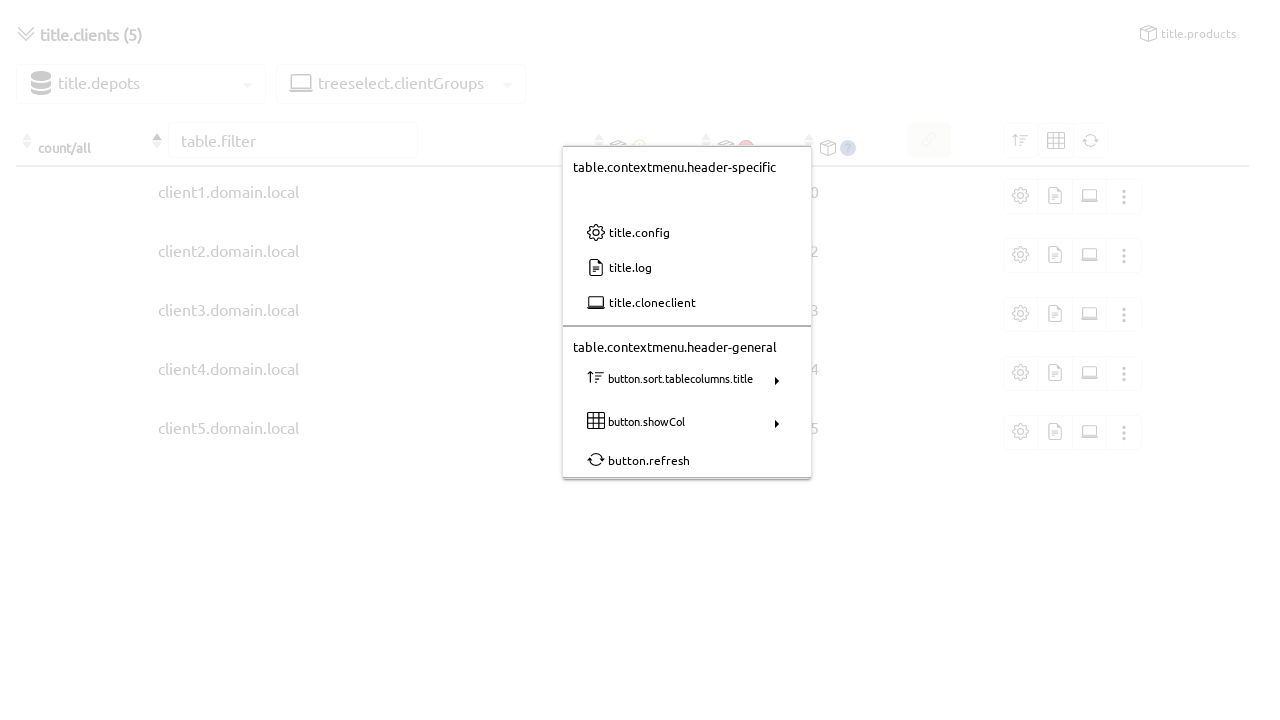 title.clients (5)
title.products
title.depots
treeselect.clientGroups
count/all
table.filter
?
client1.domain.local
0
client2.domain.local
2
client3.domain.local
3
client4.domain.local
4
client5.domain.local
5
table.contextmenu.header-specific
title.config
title.log
title.cloneclient
table.contextmenu.header-general
button.sort.tablecolumns.title
button.showCol
button.refresh